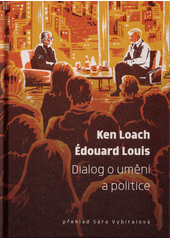 Ken Loach
Édouard Louis
Dialog o umění
a politice
překlad Sára Vybíralová